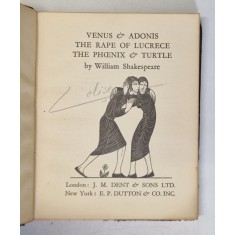 VENUS & ADONIS
THE RAPE OF LUCRECE
THE PHŒNIX & TURTLE
by William Shakespeare
London: J. M. DENT & SONS LTD.
New York: E. P. DUTTON & CO. INC.